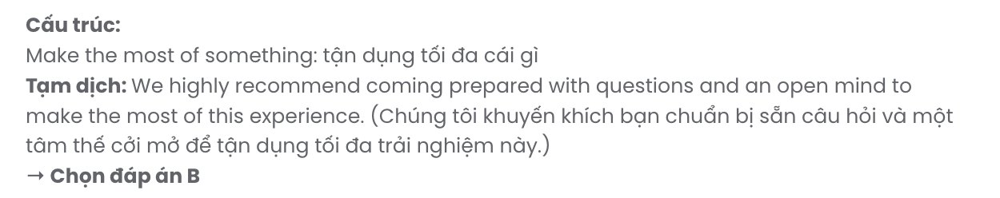 Cấu trúc:
Make the most of something: tận dụng tối đa cái gì
Tạm dịch: We highly recommend coming prepared with questions and an open mind to
make the most of this experience. (Chúng tôi khuyến khích bạn chuẩn bị sẵn câu hỏi và một
tâm thế cởi mở để tận dụng tối đa trải nghiệm này.)
→ Chọn đáp án B